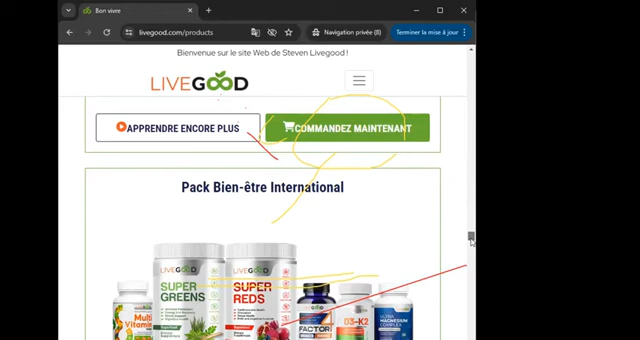 Bon vivre
livegood.com/products
Navigation privée (8)
Terminer la mise à jour
Bienvenue sur le site Web de Steven Livegood !
LIVEGOOD
APPRENDRE ENCORE PLUS
COMMANDEZ MAINTENANT
Pack Bien-être International
LIVEGOOD
SUPER
GREENS
LIVEGOOD
SUPER
REDS
Multi
Vitamin
FACTOR
D3-K2
ULTRA
MAGNESIUM
COMPLEX